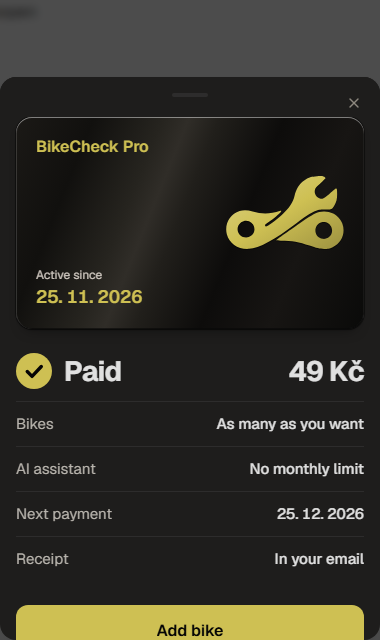 BikeCheck Pro
Active since
25. 11. 2026
Paid 49 Kč
Bikes As many as you want
AI assistant No monthly limit
Next payment 25. 12. 2026
Receipt In your email
Add bike